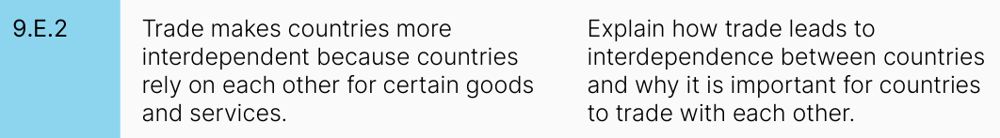 9.E.2
Trade makes countries more
interdependent because countries
rely on each other for certain goods
and services.
Explain how trade leads to
interdependence between countries
and why it is important for countries
to trade with each other.